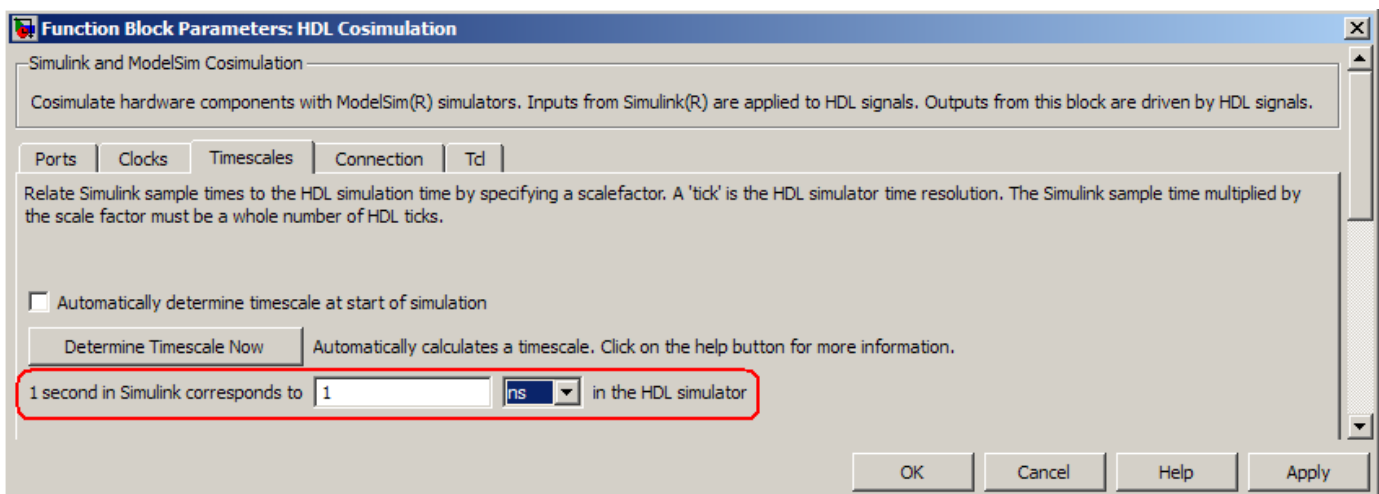 Function Block Parameters: HDL Cosimulation
Simulink and ModelSim Cosimulation
Cosimulate hardware components with ModelSim(R) simulators. Inputs from Simulink(R) are applied to HDL signals. Outputs from this block are driven by HDL signals.
Ports Clocks Timescales Connection Tcl
Relate Simulink sample times to the HDL simulation time by specifying a scalefactor. A 'tick' is the HDL simulator time resolution. The Simulink sample time multiplied by
the scale factor must be a whole number of HDL ticks.
Automatically determine timescale at start of simulation
Determine Timescale Now Automatically calculates a timescale. Click on the help button for more information.
1 second in Simulink corresponds to 1 ns in the HDL simulator
OK Cancel Help Apply